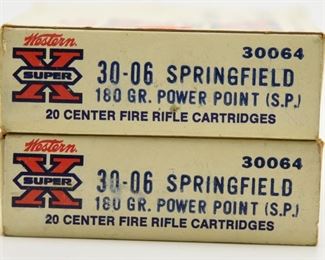 Western
X
SUPER
30064
30-06 SPRINGFIELD
180 GR. POWER POINT (S.P.)
20 CENTER FIRE RIFLE CARTRIDGES
Western
X
SUPER
30064
30-06 SPRINGFIELD
180 GR. POWER POINT (S.P.)
20 CENTER FIRE RIFLE CARTRIDGES